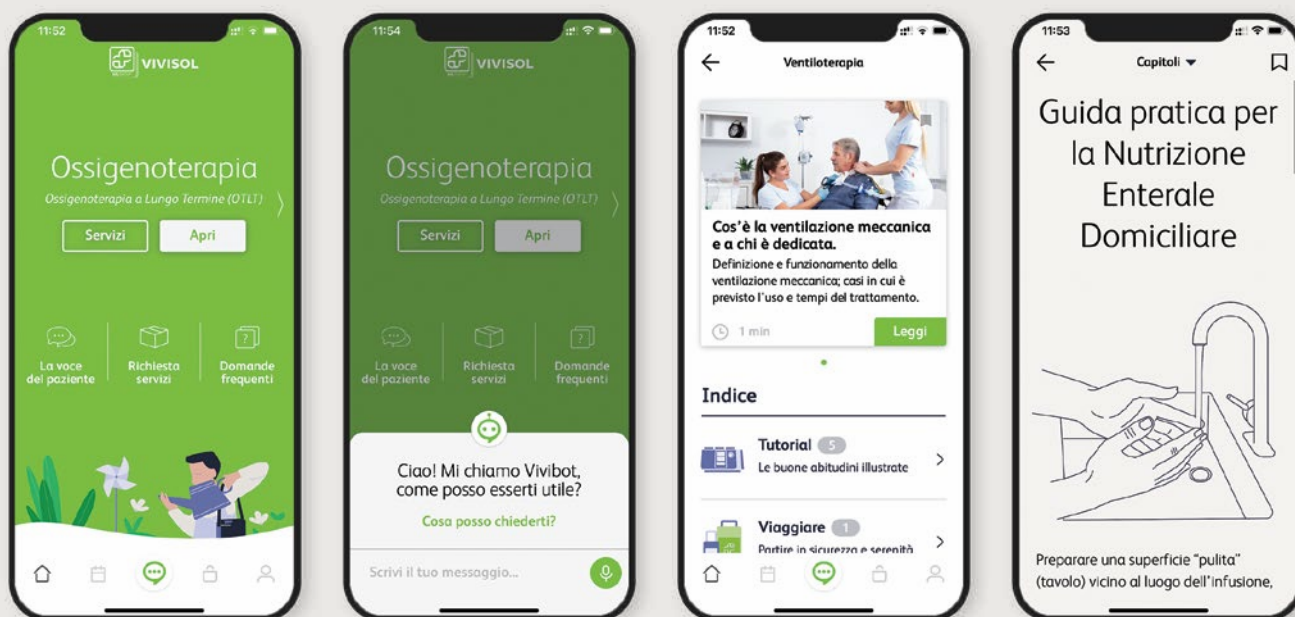 11:52
VIVISOL
Ossigenoterapia
Ossigenoterapia a Lungo Termine (OTLT)
Servizi
Apri
La voce
del paziente
Richiesta
servizi
Domande
frequenti
11:54
VIVISOL
Ossigenoterapia
Ossigenoterapia a Lungo Termine (OTLT)
Servizi
Apri
La voce
del paziente
Richiesta
servizi
Domande
frequenti
Ciao! Mi chiamo Vivibot,
come posso esserti utile?
Cosa posso chiederti?
Scrivi il tuo messaggio...
11:52
Ventiloterapia
Cos'è la ventilazione meccanica
e a chi è dedicata.
Definizione e funzionamento della
ventilazione meccanica; casi in cui è
previsto l'uso e tempi del trattamento.
1 min
Leggi
Indice
Tutorial 5
Le buone abitudini illustrate
Viaggiare 1
Partire in sicurezza e serenità
11:53
Capitoli
Guida pratica per
la Nutrizione
Enterale
Domiciliare
Preparare una superficie "pulita"
(tavolo) vicino al luogo dell'infusione,